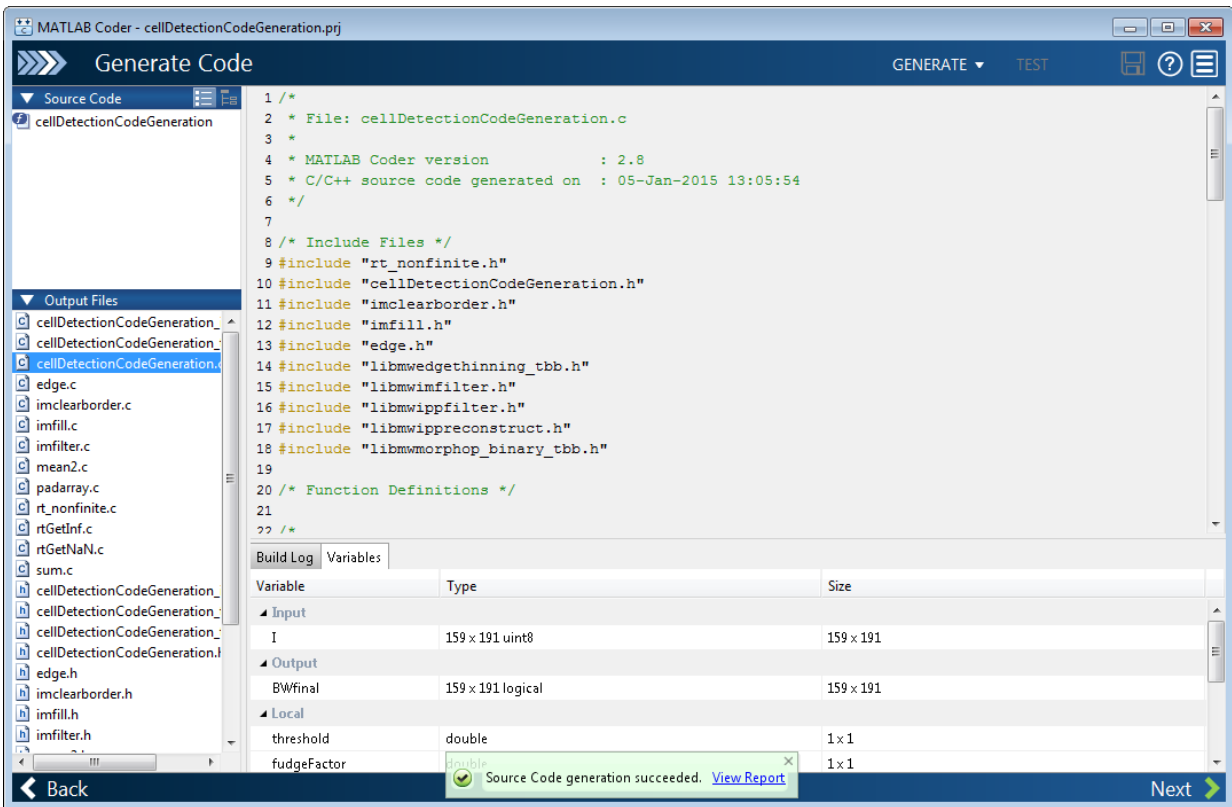 MATLAB Coder - cellDetectionCodeGeneration.prj
Generate Code
GENERATE
TEST
Source Code
cellDetectionCodeGeneration
Output Files
cellDetectionCodeGeneration_
cellDetectionCodeGeneration_
cellDetectionCodeGeneration.
edge.c
imclearborder.c
imfill.c
imfilter.c
mean2.c
padarray.c
rt_nonfinite.c
rtGetInf.c
rtGetNaN.c
sum.c
cellDetectionCodeGeneration_
cellDetectionCodeGeneration_
cellDetectionCodeGeneration_
cellDetectionCodeGeneration.h
edge.h
imclearborder.h
imfill.h
imfilter.h
1 /*
2 * File: cellDetectionCodeGeneration.c
3 *
4 * MATLAB Coder version : 2.8
5 * C/C++ source code generated on : 05-Jan-2015 13:05:54
6 */
7
8 /* Include Files */
9 #include "rt_nonfinite.h"
10 #include "cellDetectionCodeGeneration.h"
11 #include "imclearborder.h"
12 #include "imfill.h"
13 #include "edge.h"
14 #include "libmwedgethinning_tbb.h"
15 #include "libmwimfilter.h"
16 #include "libmwippfilter.h"
17 #include "libmwippreconstruct.h"
18 #include "libmwmorphop_binary_tbb.h"
19
20 /* Function Definitions */
21
22 /*
Build Log Variables
Variable Type Size
Input
I 159 x 191 uint8 159 x 191
Output
BWfinal 159 x 191 logical 159 x 191
Local
threshold double 1 x 1
fudgeFactor double 1 x 1
Source Code generation succeeded. View Report
Back
Next